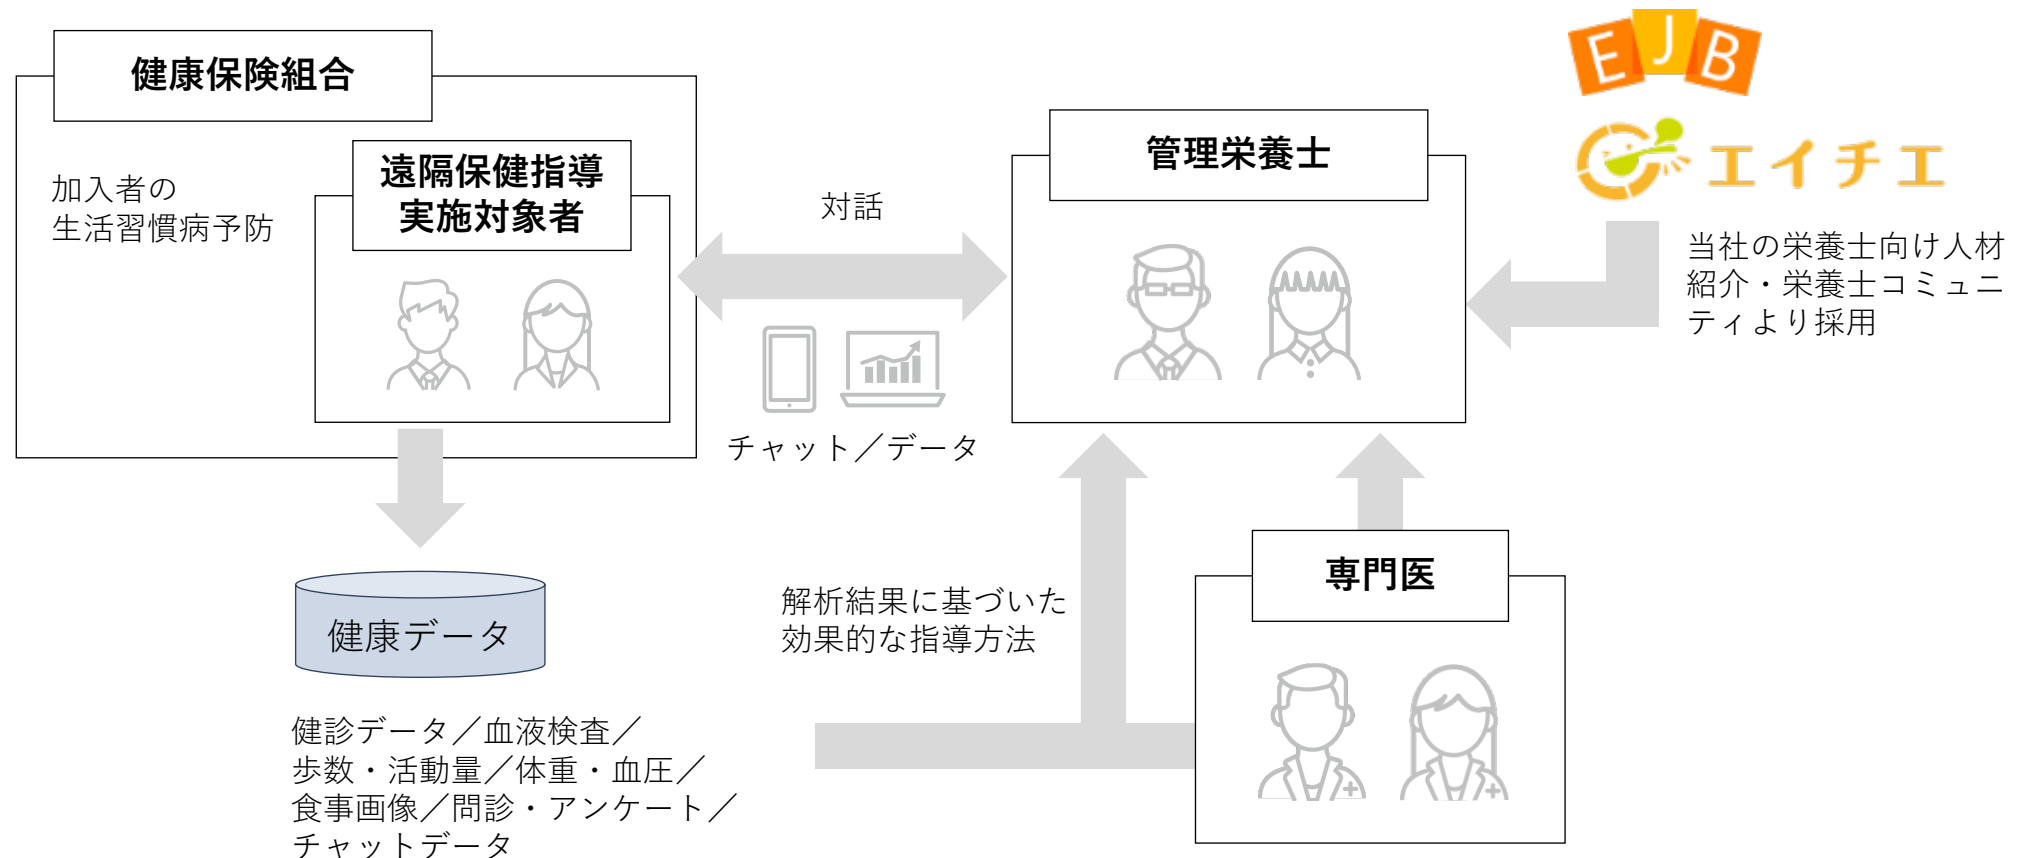 健康保険組合
加入者の
生活習慣病予防
遠隔保健指導
実施対象者
対話
チャット／データ
管理栄養士
EJB
エイチエ
当社の栄養士向け人材
紹介・栄養士コミュニ
ティより採用
健康データ
健診データ／血液検査／
歩数・活動量／体重・血圧／
食事画像／問診・アンケート／
チャットデータ
解析結果に基づいた
効果的な指導方法
専門医